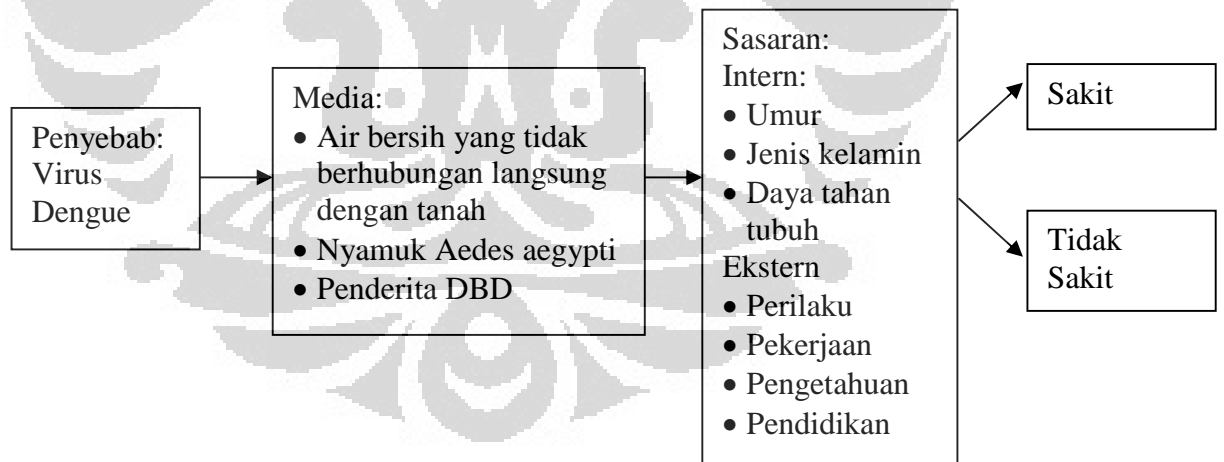 Penyebab:
Virus
Dengue
Media:
• Air bersih yang tidak
berhubungan langsung
dengan tanah
• Nyamuk Aedes aegypti
• Penderita DBD
Sasaran:
Intern:
• Umur
• Jenis kelamin
• Daya tahan
tubuh
Ekstern
• Perilaku
• Pekerjaan
• Pengetahuan
• Pendidikan
Sakit
Tidak
Sakit